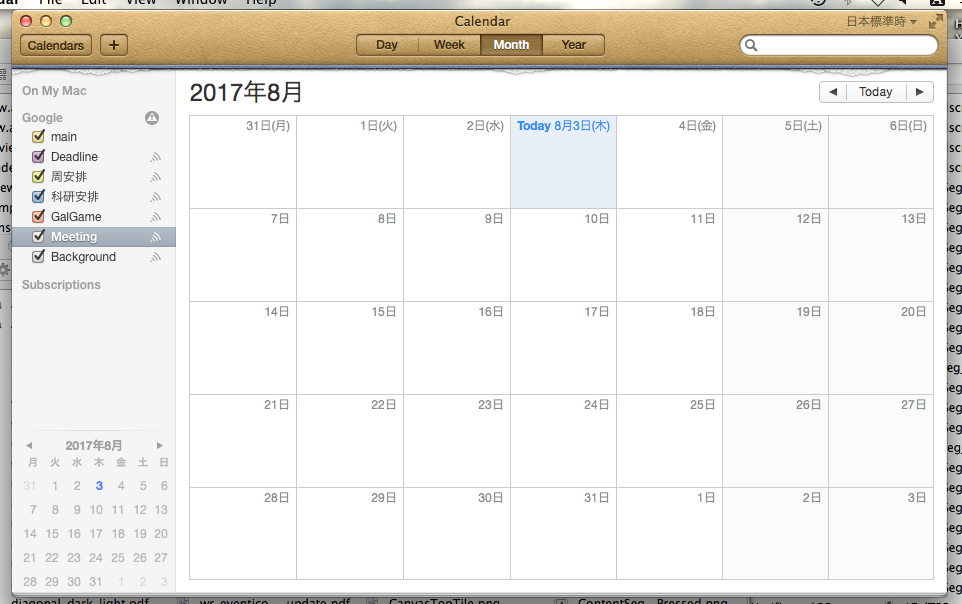 File Edit View Window Help
Calendar
日本標準時
Calendars + Day Week Month Year
On My Mac
Google
main
Deadline
周安排
科研安排
GalGame
Meeting
Background
Subscriptions
2017年8月
月 火 水 木 金 土 日
31 1 2 3 4 5 6
7 8 9 10 11 12 13
14 15 16 17 18 19 20
21 22 23 24 25 26 27
28 29 30 31 1 2 3
2017年8月
Today
31日(月) 1日(火) 2日(水) Today 8月3日(木) 4日(金) 5日(土) 6日(日)
7日 8日 9日 10日 11日 12日 13日
14日 15日 16日 17日 18日 19日 20日
21日 22日 23日 24日 25日 26日 27日
28日 29日 30日 31日 1日 2日 3日
diagonal_dark_light.pdf CanvasTopTile.png